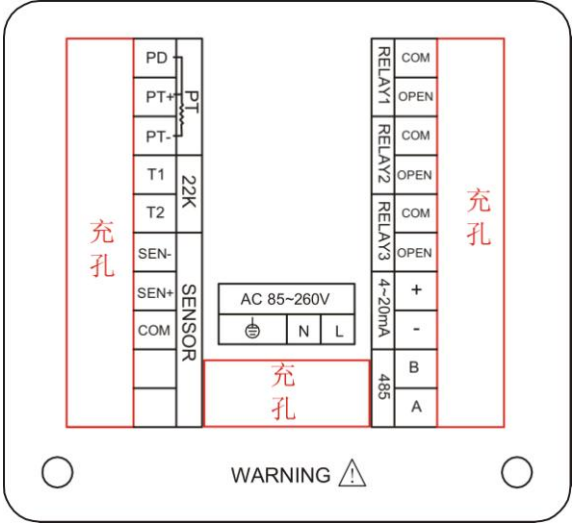 PD
PT+
PT-
PT
T1
T2
22K
SEN-
SEN+
COM
SENSOR
充
孔
AC 85~260V
N L
充
孔
RELAY1
COM
OPEN
RELAY2
COM
OPEN
RELAY3
COM
OPEN
4~20mA
+
-
485
B
A
充
孔
WARNING